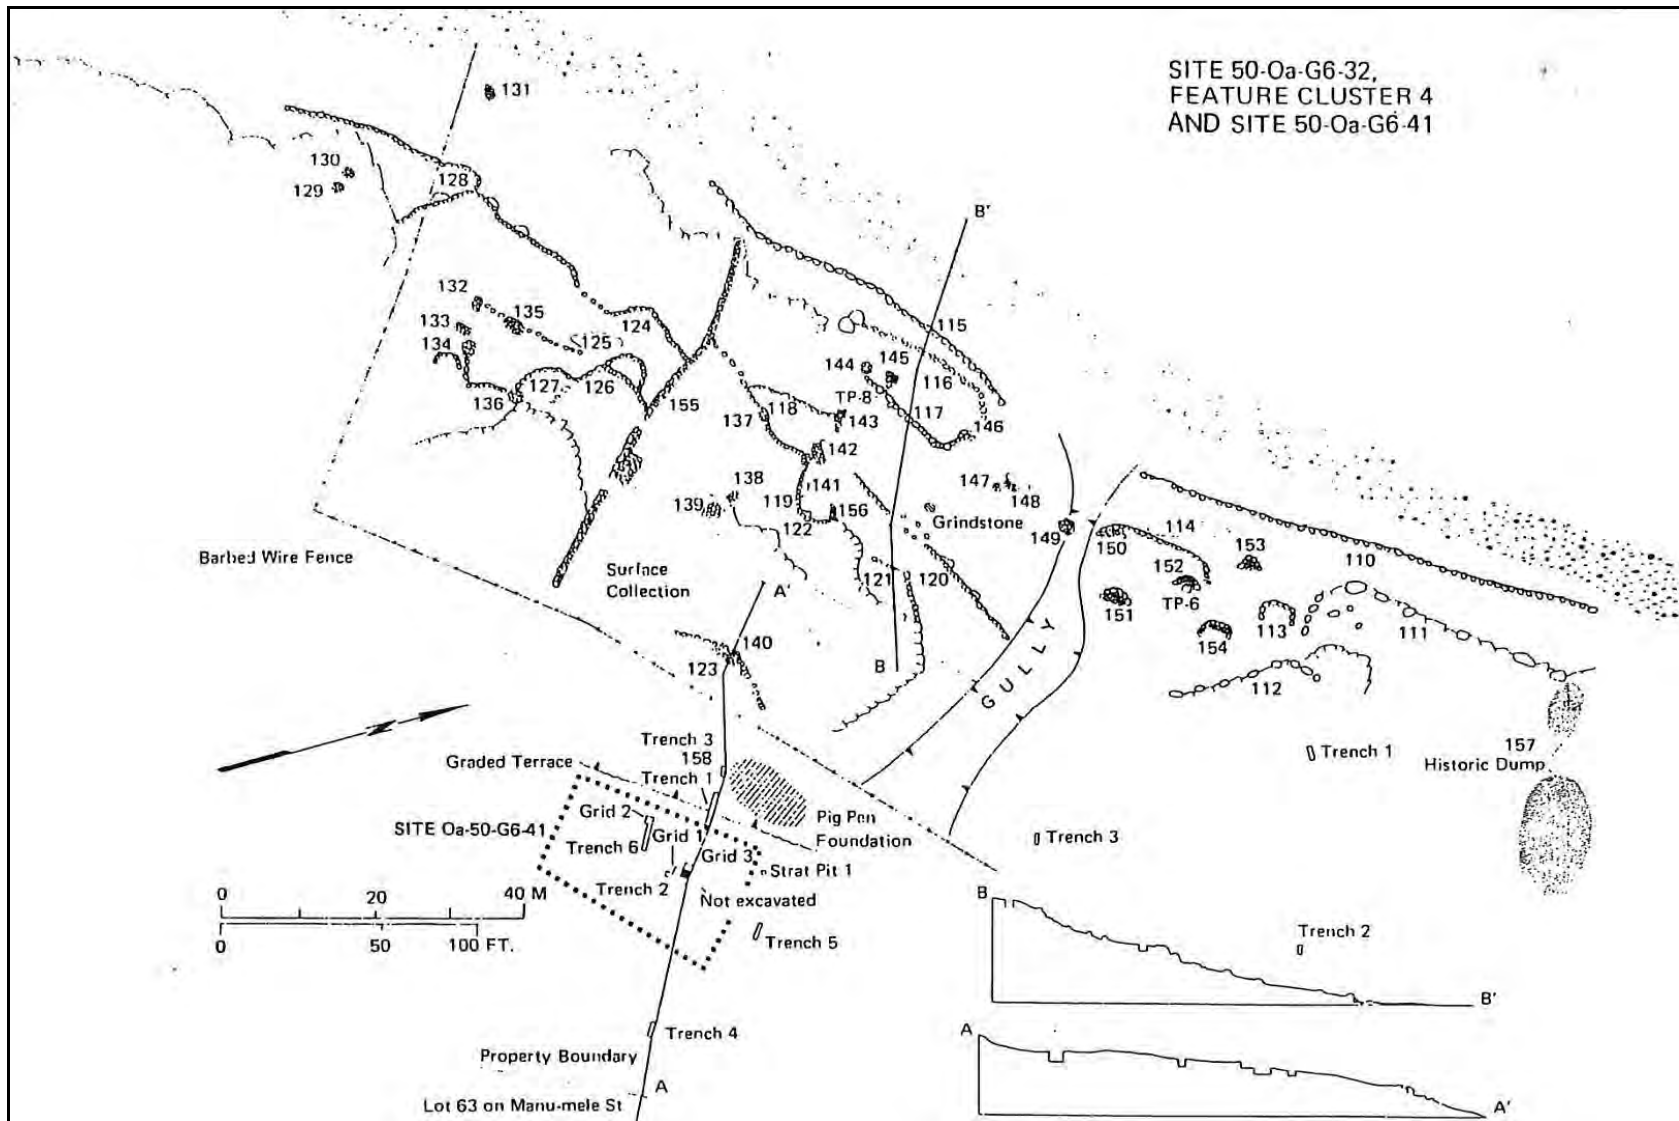 SITE 50-Oa-G6-32,
FEATURE CLUSTER 4
AND SITE 50-Oa-G6-41
131
130
129
128
B'
132
135
133
134
125
124
115
145
144
116
127
126
136
155
TP-8
118
117
137
143
146
142
138
141
147
148
139
119
156
Grindstone
122
149
114
150
153
110
152
Barbed Wire Fence
Surface
Collection
A'
121
120
TP-6
151
113
111
154
140
123
B
GULLY
112
Trench 3
158
Trench 1
157
Historic Dump
Graded Terrace
Trench 1
Grid 2
Pig Pen
Foundation
SITE Oa-50-G6-41
Grid 1
Trench 3
Trench 6
Grid 3
Strat Pit 1
Trench 2
0 20 40 M
Not excavated
B
0 50 100 FT.
Trench 5
Trench 2
B'
Trench 4
A
Property Boundary
A
Lot 63 on Manu-mele St
A'